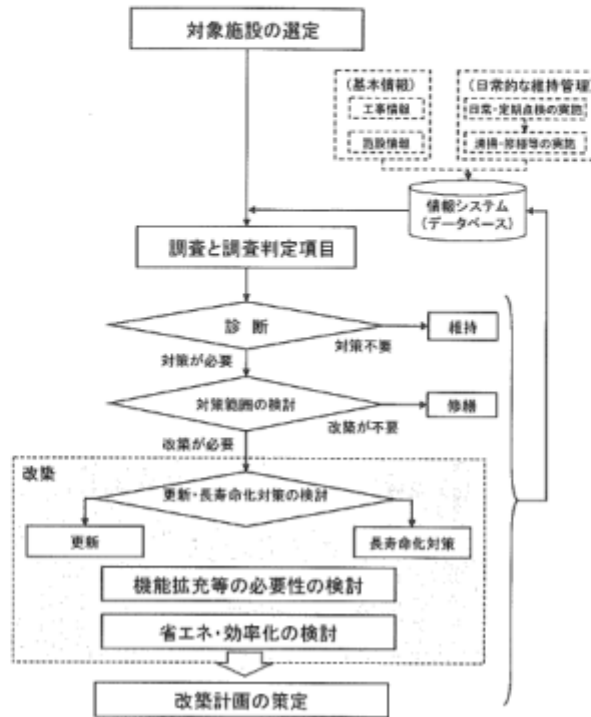 対象施設の選定
(基本情報)
工事情報
施設情報
(日常的な維持管理)
日常・定期点検の実施
清掃・修繕等の実施
情報システム
(データベース)
調査と調査判定項目
診 断
対策不要
維持
対策が必要
対策範囲の検討
改築が不要
修繕
改築が必要
改築
更新・長寿命化対策の検討
更新
長寿命化対策
機能拡充等の必要性の検討
省エネ・効率化の検討
改築計画の策定